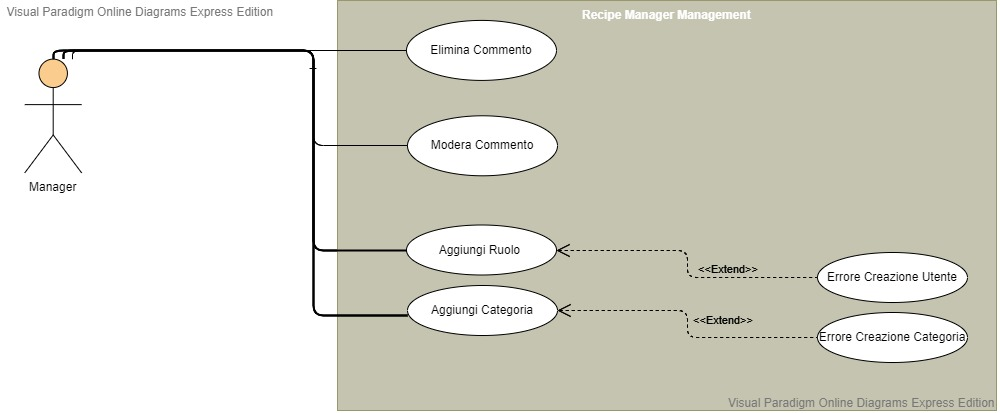 Visual Paradigm Online Diagrams Express Edition
Recipe Manager Management
Elimina Commento
Modera Commento
Manager
Aggiungi Ruolo
<<Extend>>
Errore Creazione Utente
Aggiungi Categoria
<<Extend>>
Errore Creazione Categoria
Visual Paradigm Online Diagrams Express Edition